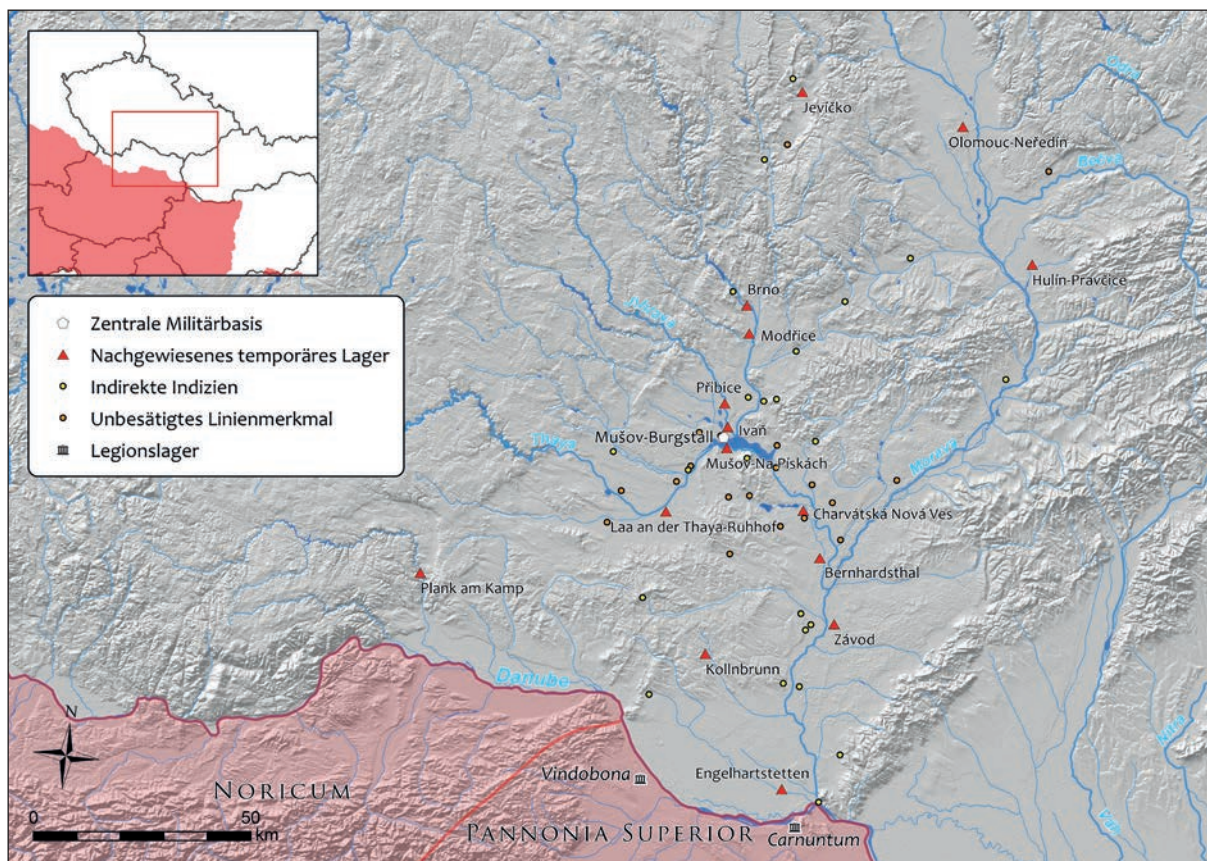 Jevíčko
Odra
Olomouc-Neředín
Bečva
Hulín-Pravčice
Zentrale Militärbasis
Nachgewiesenes temporäres Lager
Indirekte Indizien
Unbesätigtes Linienmerkmal
Legionslager
Brno
Jihlava
Modřice
Přibice
Ivaň
Mušov-Burgstall
Thaya
Morava
Mušov-Na Pískách
Laa an der Thaya-Ruhhof
Charvátská Nová Ves
Bernhardsthal
Plank am Kamp
Závod
Kollnbrunn
Danube
N
Nitra
Vindobona
Engelhartstetten
NORICUM
Váh
0 50
km
PANNONIA SUPERIOR
Carnuntum